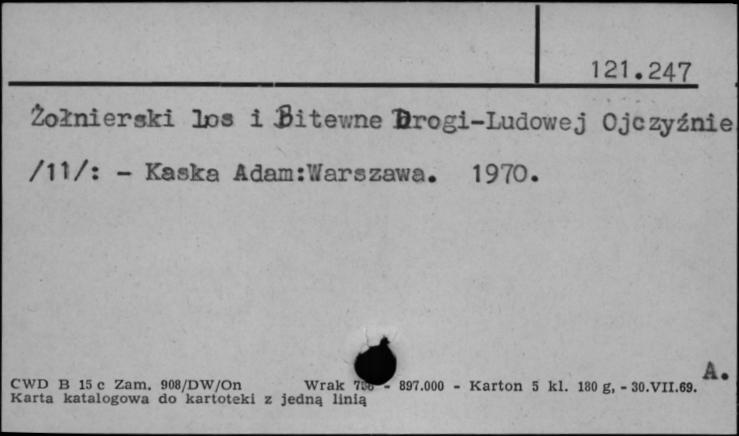 121.247
Żołnierski los i Bitewne Drogi-Ludowej Ojczyźnie
/11/: - Kaska Adam:Warszawa. 1970.
A.
CWD B 15 c Zam. 908/DW/On Wrak - 897.000 - Karton 5 kl. 180 g, - 30.VII.69.
Karta katalogowa do kartoteki z jedną linią